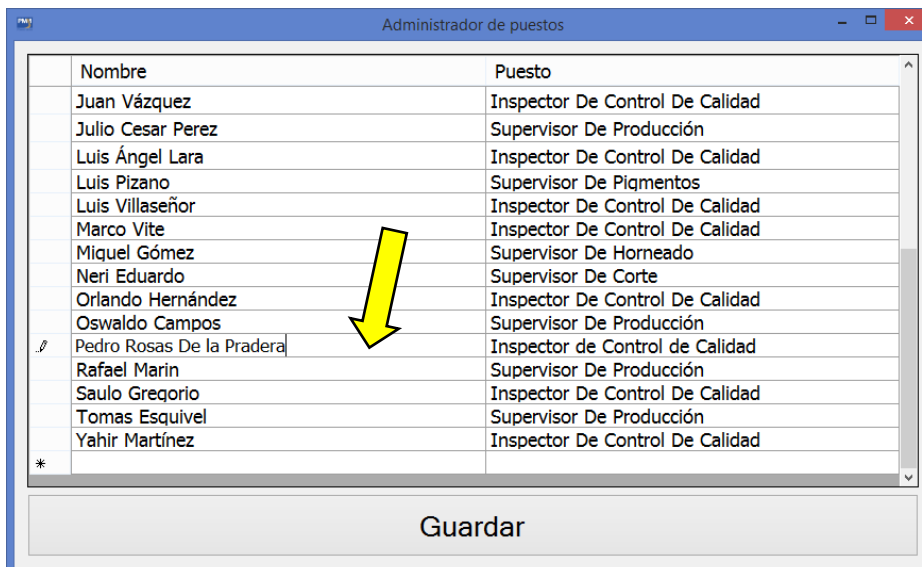 Administrador de puestos
Nombre Puesto
Juan Vázquez Inspector De Control De Calidad
Julio Cesar Perez Supervisor De Producción
Luis Ángel Lara Inspector De Control De Calidad
Luis Pizano Supervisor De Pigmentos
Luis Villaseñor Inspector De Control De Calidad
Marco Vite Inspector De Control De Calidad
Miguel Gómez Supervisor De Horneado
Neri Eduardo Supervisor De Corte
Orlando Hernández Inspector De Control De Calidad
Oswaldo Campos Supervisor De Producción
Pedro Rosas De la Pradera Inspector de Control de Calidad
Rafael Marin Supervisor De Producción
Saulo Gregorio Inspector De Control De Calidad
Tomas Esquivel Supervisor De Producción
Yahir Martínez Inspector De Control De Calidad
*
Guardar